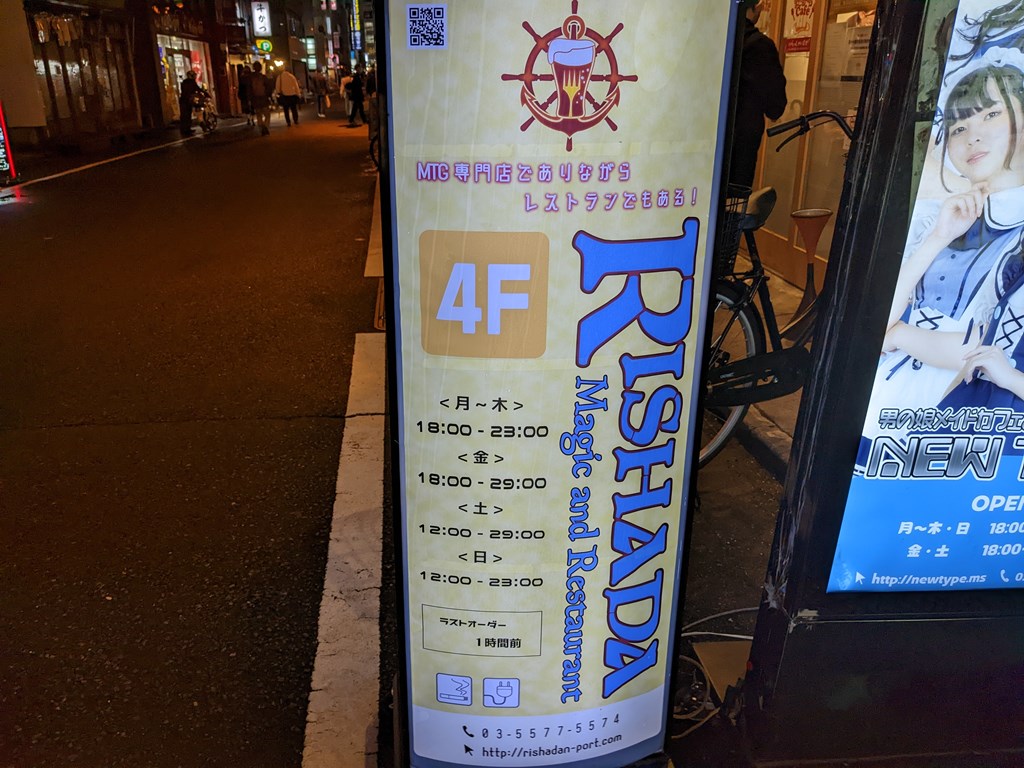 MTG専門店でありながら
レストランでもある!
4F
RISHADA
Magic and Restaurant
<月~木>
18:00 - 23:00
<金>
18:00 - 29:00
<土>
12:00 - 29:00
<日>
12:00 - 23:00
ラストオーダー
1時間前
03-5577-5574
http://rishadan-port.com
牛かつ
P
男の娘メイドカフェ
NEW
OPEN
月~木・日 18:00
金・土 18:00
http://newtype.ms